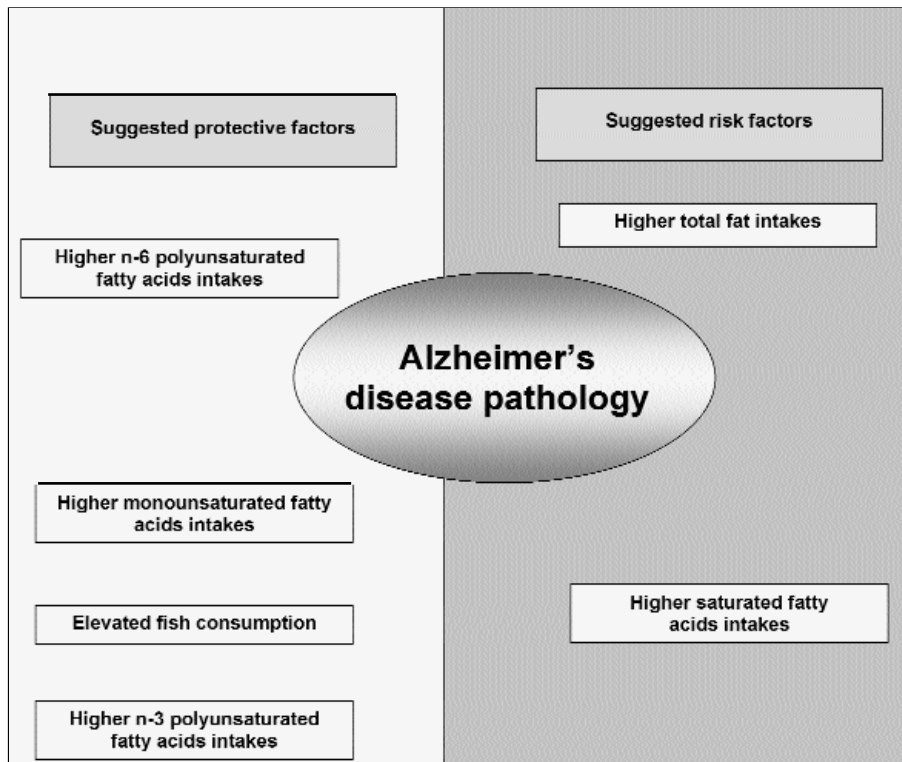 Suggested protective factors
Higher n-6 polyunsaturated
fatty acids intakes
Higher monounsaturated fatty
acids intakes
Elevated fish consumption
Higher n-3 polyunsaturated
fatty acids intakes
Alzheimer's
disease pathology
Suggested risk factors
Higher total fat intakes
Higher saturated fatty
acids intakes